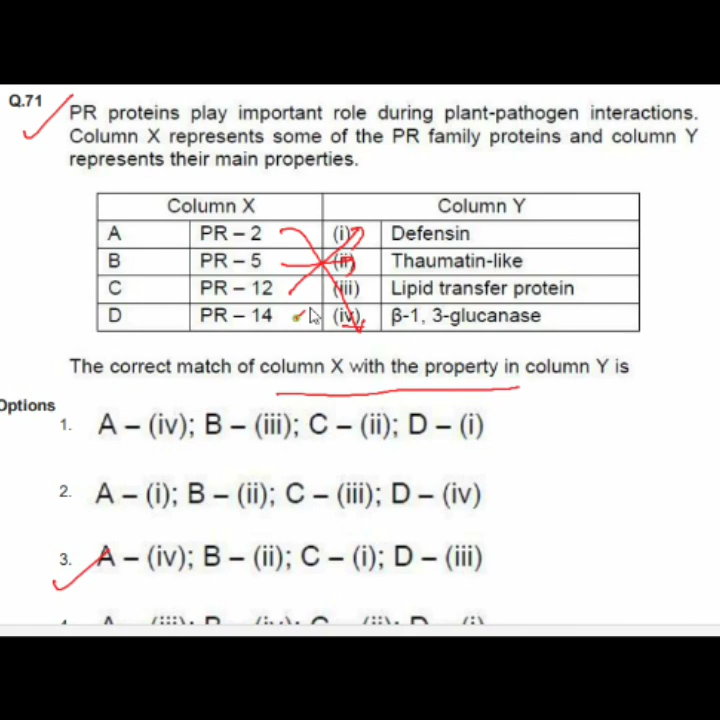 Q.71
PR proteins play important role during plant-pathogen interactions.
Column X represents some of the PR family proteins and column Y
represents their main properties.
Column X Column Y
A PR – 2 (i) Defensin
B PR – 5 (ii) Thaumatin-like
C PR – 12 (iii) Lipid transfer protein
D PR – 14 (iv) β-1, 3-glucanase
The correct match of column X with the property in column Y is
Options
1. A – (iv); B – (iii); C – (ii); D – (i)
2. A – (i); B – (ii); C – (iii); D – (iv)
3. A – (iv); B – (ii); C – (i); D – (iii)